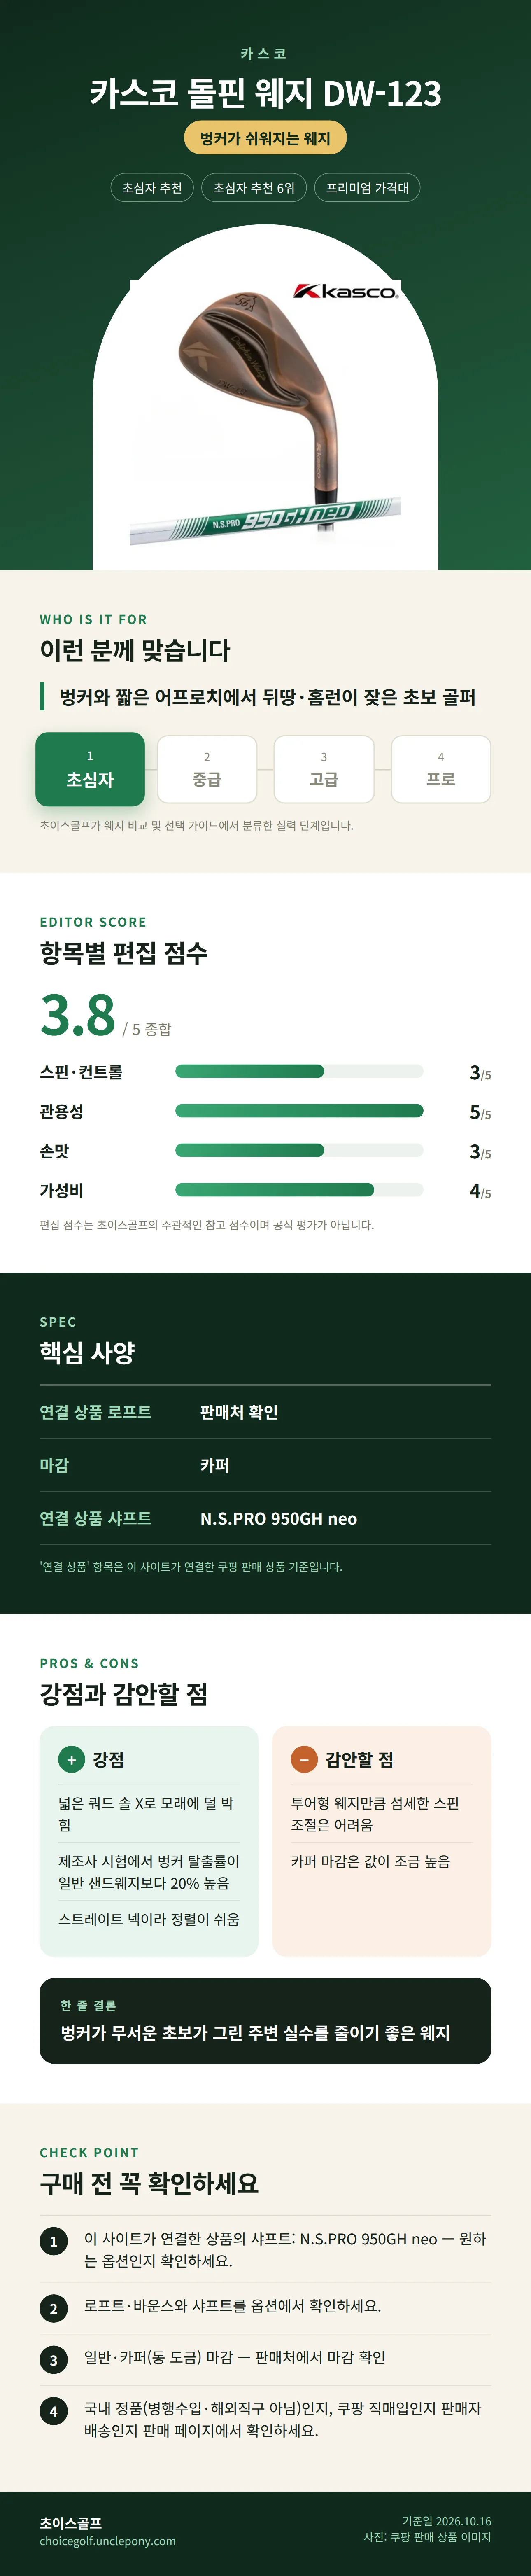 카스코
카스코 돌핀 웨지 DW-123
벙커가 쉬워지는 웨지
초심자 추천
초심자 추천 6위
프리미엄 가격대
kasco
56
N.S.PRO 950GH neo
WHO IS IT FOR
이런 분께 맞습니다
벙커와 짧은 어프로치에서 뒤땅·홈런이 잦은 초보 골퍼
1
초심자
2
중급
3
고급
4
프로
초이스골프가 웨지 비교 및 선택 가이드에서 분류한 실력 단계입니다.
EDITOR SCORE
항목별 편집 점수
3.8 / 5 종합
스핀·컨트롤 3/5
관용성 5/5
손맛 3/5
가성비 4/5
편집 점수는 초이스골프의 주관적인 참고 점수이며 공식 평가가 아닙니다.
SPEC
핵심 사양
연결 상품 로프트 판매처 확인
마감 카퍼
연결 상품 샤프트 N.S.PRO 950GH neo
'연결 상품' 항목은 이 사이트가 연결한 쿠팡 판매 상품 기준입니다.
PROS & CONS
강점과 감안할 점
+ 강점
넓은 쿼드 솔 X로 모래에 덜 박
힘
제조사 시험에서 벙커 탈출률이
일반 샌드웨지보다 20% 높음
스트레이트 넥이라 정렬이 쉬움
− 감안할 점
투어형 웨지만큼 섬세한 스핀
조절은 어려움
카퍼 마감은 값이 조금 높음
한 줄 결론
벙커가 무서운 초보가 그린 주변 실수를 줄이기 좋은 웨지
CHECK POINT
구매 전 꼭 확인하세요
1 이 사이트가 연결한 상품의 샤프트: N.S.PRO 950GH neo — 원하
는 옵션인지 확인하세요.
2 로프트·바운스와 샤프트를 옵션에서 확인하세요.
3 일반·카퍼(동 도금) 마감 — 판매처에서 마감 확인
4 국내 정품(병행수입·해외직구 아님)인지, 쿠팡 직매입인지 판매자
배송인지 판매 페이지에서 확인하세요.
초이스골프
choicegolf.unclepony.com
기준일 2026.10.16
사진: 쿠팡 판매 상품 이미지